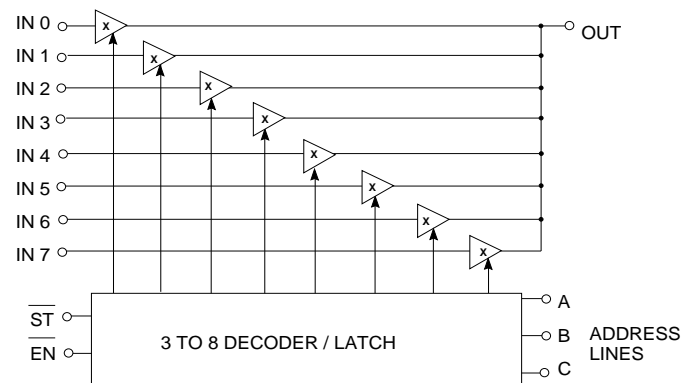 IN 0
x
OUT
IN 1
x
IN 2
x
IN 3
x
IN 4
x
IN 5
x
IN 6
x
IN 7
x
ST
EN
3 TO 8 DECODER / LATCH
A
B
C
ADDRESS
LINES